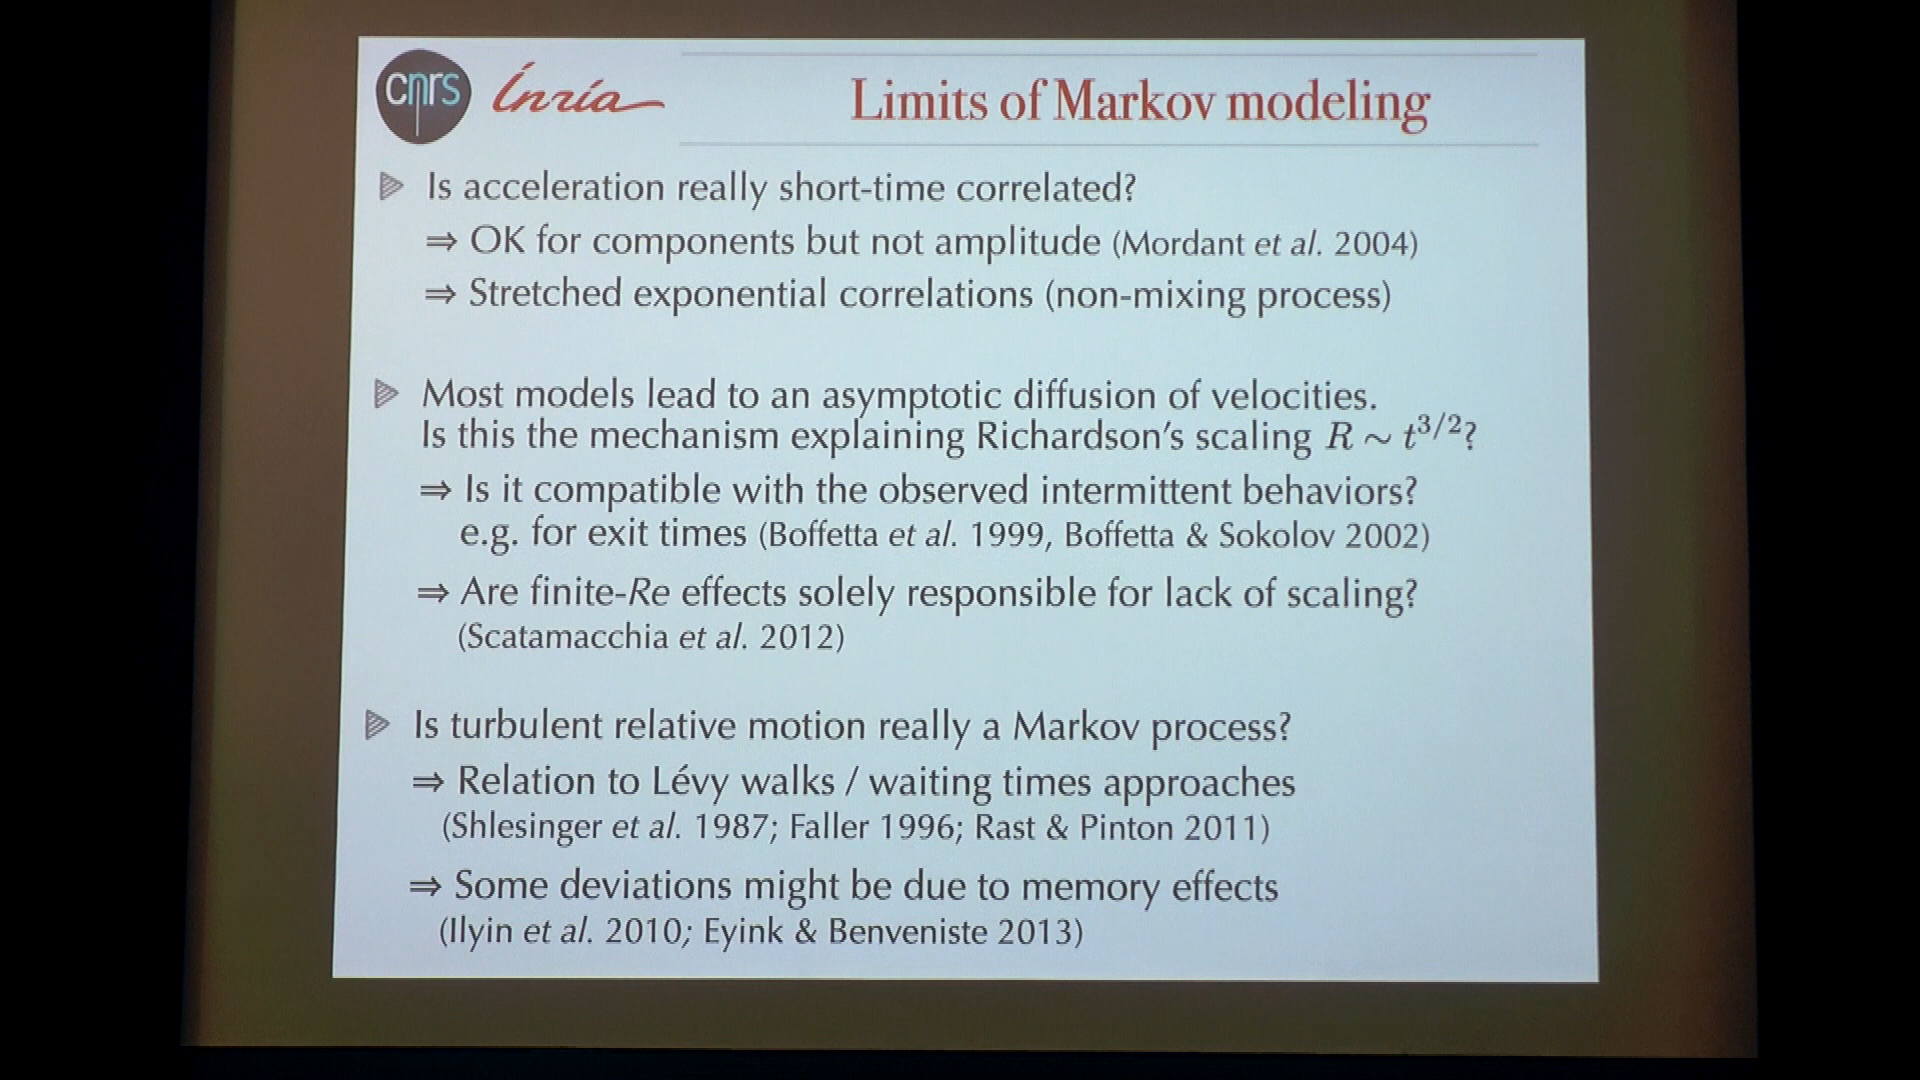 cnrs Inría
Limits of Markov modeling
Is acceleration really short-time correlated?
⇒ OK for components but not amplitude (Mordant et al. 2004)
⇒ Stretched exponential correlations (non-mixing process)
Most models lead to an asymptotic diffusion of velocities.
Is this the mechanism explaining Richardson's scaling R ~ t^{3/2}?
⇒ Is it compatible with the observed intermittent behaviors?
e.g. for exit times (Boffetta et al. 1999, Boffetta & Sokolov 2002)
⇒ Are finite-Re effects solely responsible for lack of scaling?
(Scatamacchia et al. 2012)
Is turbulent relative motion really a Markov process?
⇒ Relation to Lévy walks / waiting times approaches
(Shlesinger et al. 1987; Faller 1996; Rast & Pinton 2011)
⇒ Some deviations might be due to memory effects
(Ilyin et al. 2010; Eyink & Benveniste 2013)